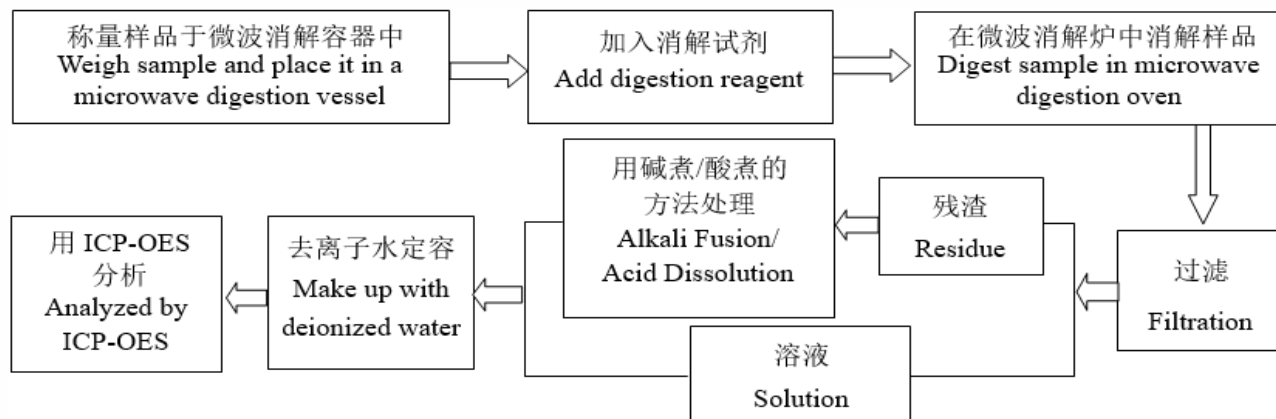 称量样品于微波消解容器中
Weigh sample and place it in a
microwave digestion vessel
加入消解试剂
Add digestion reagent
在微波消解炉中消解样品
Digest sample in microwave
digestion oven
过滤
Filtration
残渣
Residue
用碱煮/酸煮的
方法处理
Alkali Fusion/
Acid Dissolution
溶液
Solution
去离子水定容
Make up with
deionized water
用 ICP-OES
分析
Analyzed by
ICP-OES